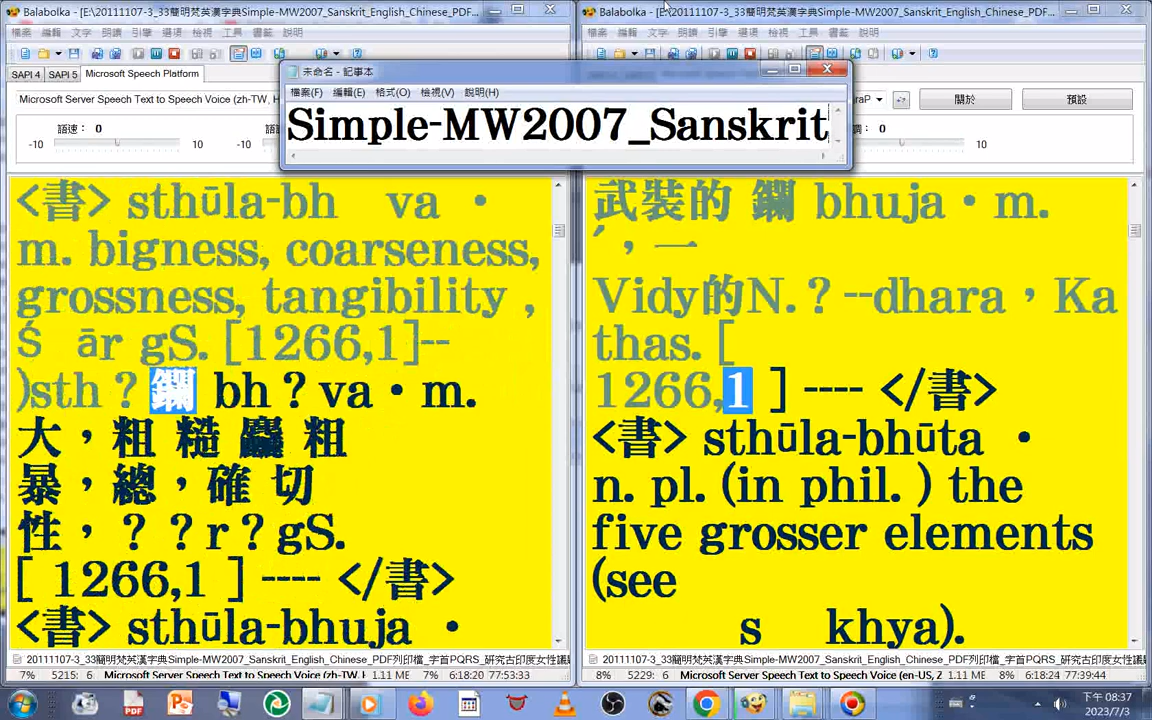 Balabolka - [E:\20111107-3_33簡明梵英漢字典Simple-MW2007_Sanskrit_English_Chinese_PDF...
檔案 編輯 文字 朗讀 引擎 選項 檢視 工具 書籤 說明
SAPI 4 SAPI 5 Microsoft Speech Platform
Microsoft Server Speech Text to Speech Voice (zh-TW, H
語速： 0
-10 10 -10
<書> sthūla-bh va •
m. bigness, coarseness,
grossness, tangibility ,
Ś ār gS. [1266,1]--
)sth ? 鑭 bh ? va • m.
大，粗 糙 麤 粗
暴，總，確 切
性，? ? r ? gS.
[ 1266,1 ] ---- </書>
<書> sthūla-bhuja •
20111107-3_33簡明梵英漢字典Simple-MW2007_Sanskrit_English_Chinese_PDF列印檔_字首PQRS_研究古印度女性議
7% 5215: 6 Microsoft Server Speech Text to Speech Voice (zh-TW, H 1.11 ME 7% 6:18:20 77:53:33
未命名 - 記事本
檔案(F) 編輯(E) 格式(O) 檢視(V) 說明(H)
Simple-MW2007_Sanskrit
Balabolka - [E:\20111107-3_33簡明梵英漢字典Simple-MW2007_Sanskrit_English_Chinese_PDF...
檔案 編輯 文字 朗讀 引擎 選項 檢視 工具 書籤 說明
關於 預設
0
10
武裝的 鑭 bhuja • m.
ˊ，一
Vidy的N. ? --dhara，Ka
thas. [
1266,1 ] ---- </書>
<書> sthūla-bhūta •
n. pl. (in phil. ) the
five grosser elements
(see
s khya).
20111107-3_33簡明梵英漢字典Simple-MW2007_Sanskrit_English_Chinese_PDF列印檔_字首PQRS_研究古印度女性議
8% 5229: 6 Microsoft Server Speech Text to Speech Voice (en-US, Z 1.11 ME 8% 6:18:24 77:39:44
下午 08:37
2023/7/3